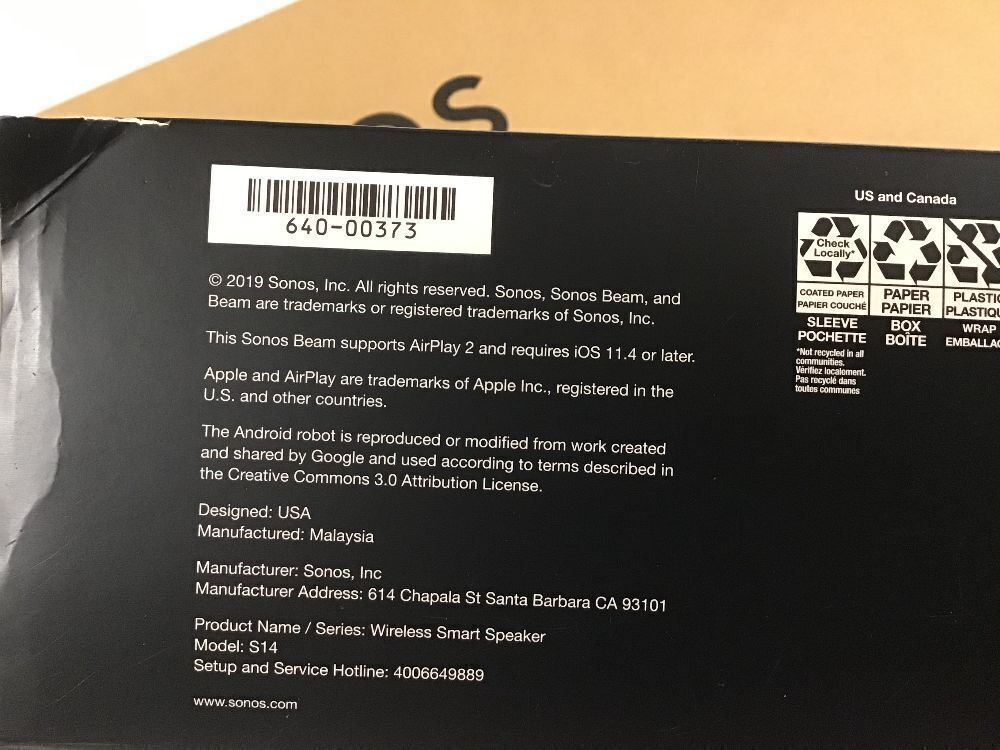 OS
640-00373
© 2019 Sonos, Inc. All rights reserved. Sonos, Sonos Beam, and
Beam are trademarks or registered trademarks of Sonos, Inc.
This Sonos Beam supports AirPlay 2 and requires iOS 11.4 or later.
Apple and AirPlay are trademarks of Apple Inc., registered in the
U.S. and other countries.
The Android robot is reproduced or modified from work created
and shared by Google and used according to terms described in
the Creative Commons 3.0 Attribution License.
Designed: USA
Manufactured: Malaysia
Manufacturer: Sonos, Inc
Manufacturer Address: 614 Chapala St Santa Barbara CA 93101
Product Name / Series: Wireless Smart Speaker
Model: S14
Setup and Service Hotline: 4006649889
www.sonos.com
US and Canada
Check
Locally*
COATED PAPER
PAPIER COUCHÉ
SLEEVE
POCHETTE
*Not recycled in all
communities.
Vérifiez localement.
Pas recyclé dans
toutes communes
PAPER
PAPIER
BOX
BOÎTE
PLASTIC
PLASTIQU
WRAP
EMBALLAG